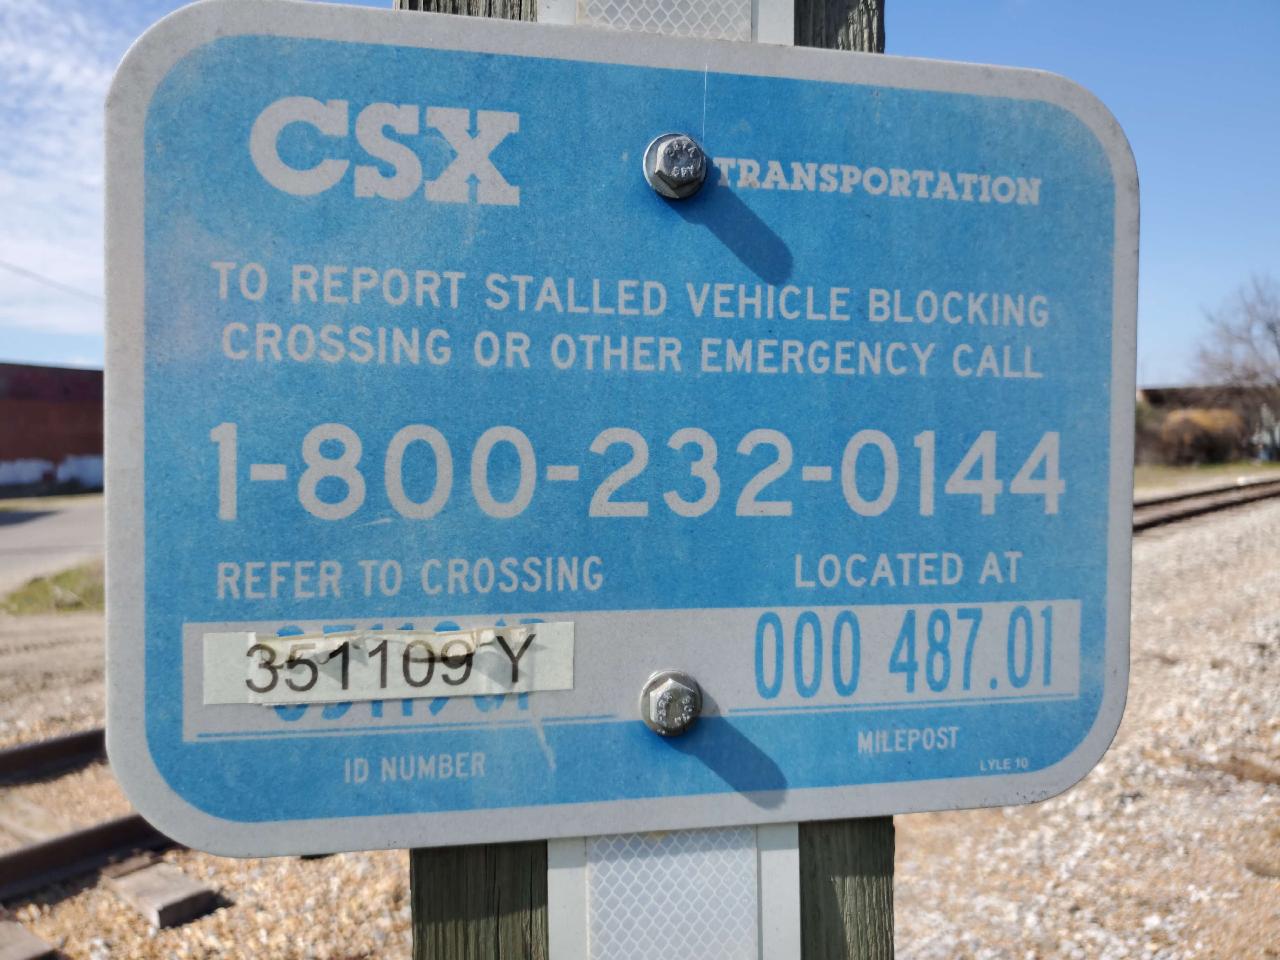 CSX TRANSPORTATION
TO REPORT STALLED VEHICLE BLOCKING
CROSSING OR OTHER EMERGENCY CALL
1-800-232-0144
REFER TO CROSSING LOCATED AT
351109 Y 000 487.01
ID NUMBER MILEPOST
LYLE 10